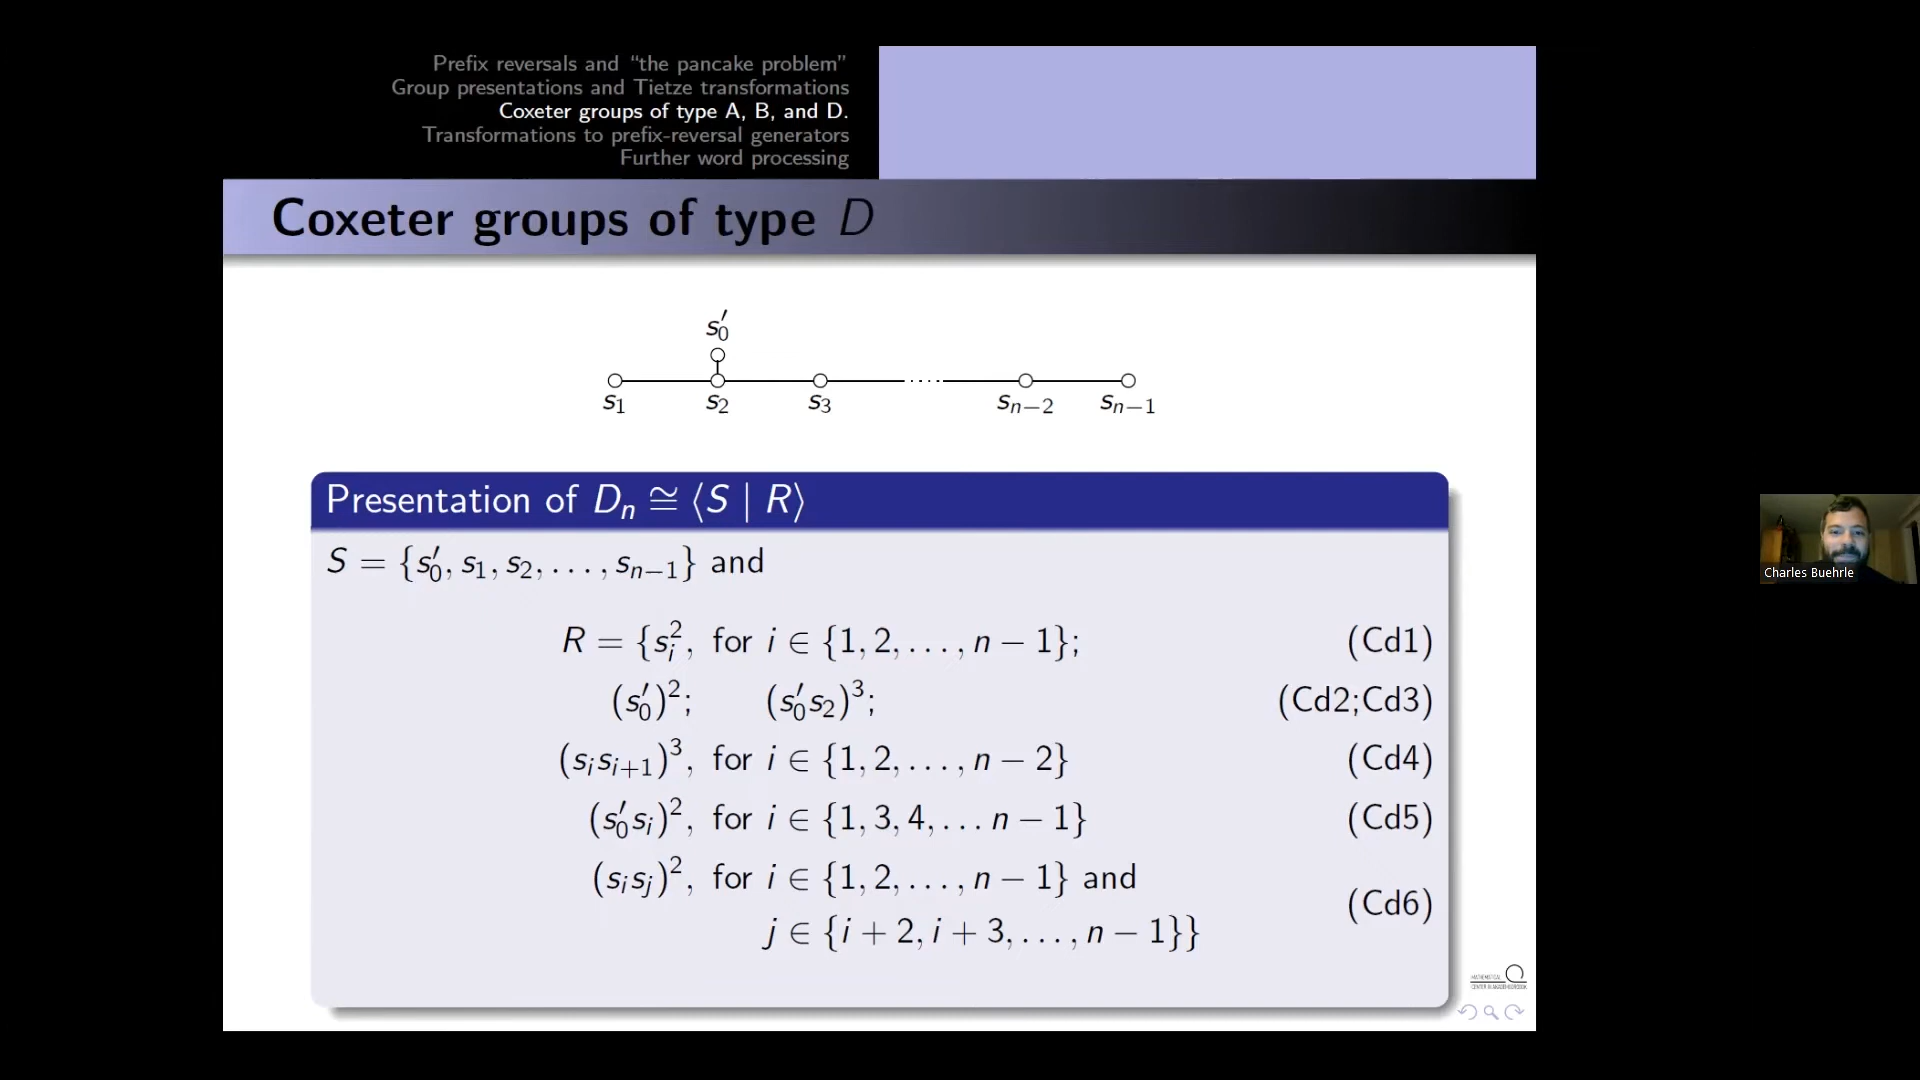 Prefix reversals and “the pancake problem”
Group presentations and Tietze transformations
Coxeter groups of type A, B, and D.
Transformations to prefix-reversal generators
Further word processing
Coxeter groups of type D
s′₀
s₁ s₂ s₃ sₙ₋₂ sₙ₋₁
Presentation of Dₙ ≅ ⟨S | R⟩
S = {s′₀, s₁, s₂, . . . , sₙ₋₁} and
R = {sᵢ², for i ∈ {1, 2, . . . , n − 1}; (Cd1)
(s′₀)²; (s′₀s₂)³; (Cd2;Cd3)
(sᵢsᵢ₊₁)³, for i ∈ {1, 2, . . . , n − 2} (Cd4)
(s′₀sᵢ)², for i ∈ {1, 3, 4, . . . n − 1} (Cd5)
(sᵢsⱼ)², for i ∈ {1, 2, . . . , n − 1} and
(Cd6)
j ∈ {i + 2, i + 3, . . . , n − 1}}
Charles Buehrle